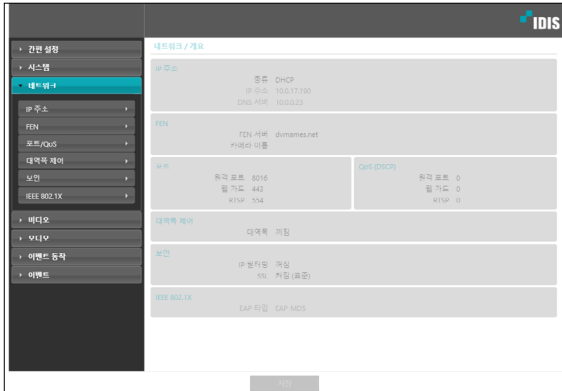 IDIS
간편 설정
시스템
네트워크
IP 주소
FEN
포트/QoS
대역폭 제어
보안
IEEE 802.1X
비디오
오디오
이벤트 동작
이벤트
네트워크 / 개요
IP 주소
종류 DHCP
IP 주소 10.0.17.190
DNS 서버 10.0.0.23
FEN
FEN 서버 dvrnames.net
카메라 이름
포트
원격 포트 8016
웹 가드 443
RTSP 554
QoS (DSCP)
원격 포트 0
웹 가드 0
RTSP 0
대역폭 제어
대역폭 꺼짐
보안
IP 필터링 꺼짐
SSL 켜짐 (표준)
IEEE 802.1X
EAP 타입 EAP-MD5
저장